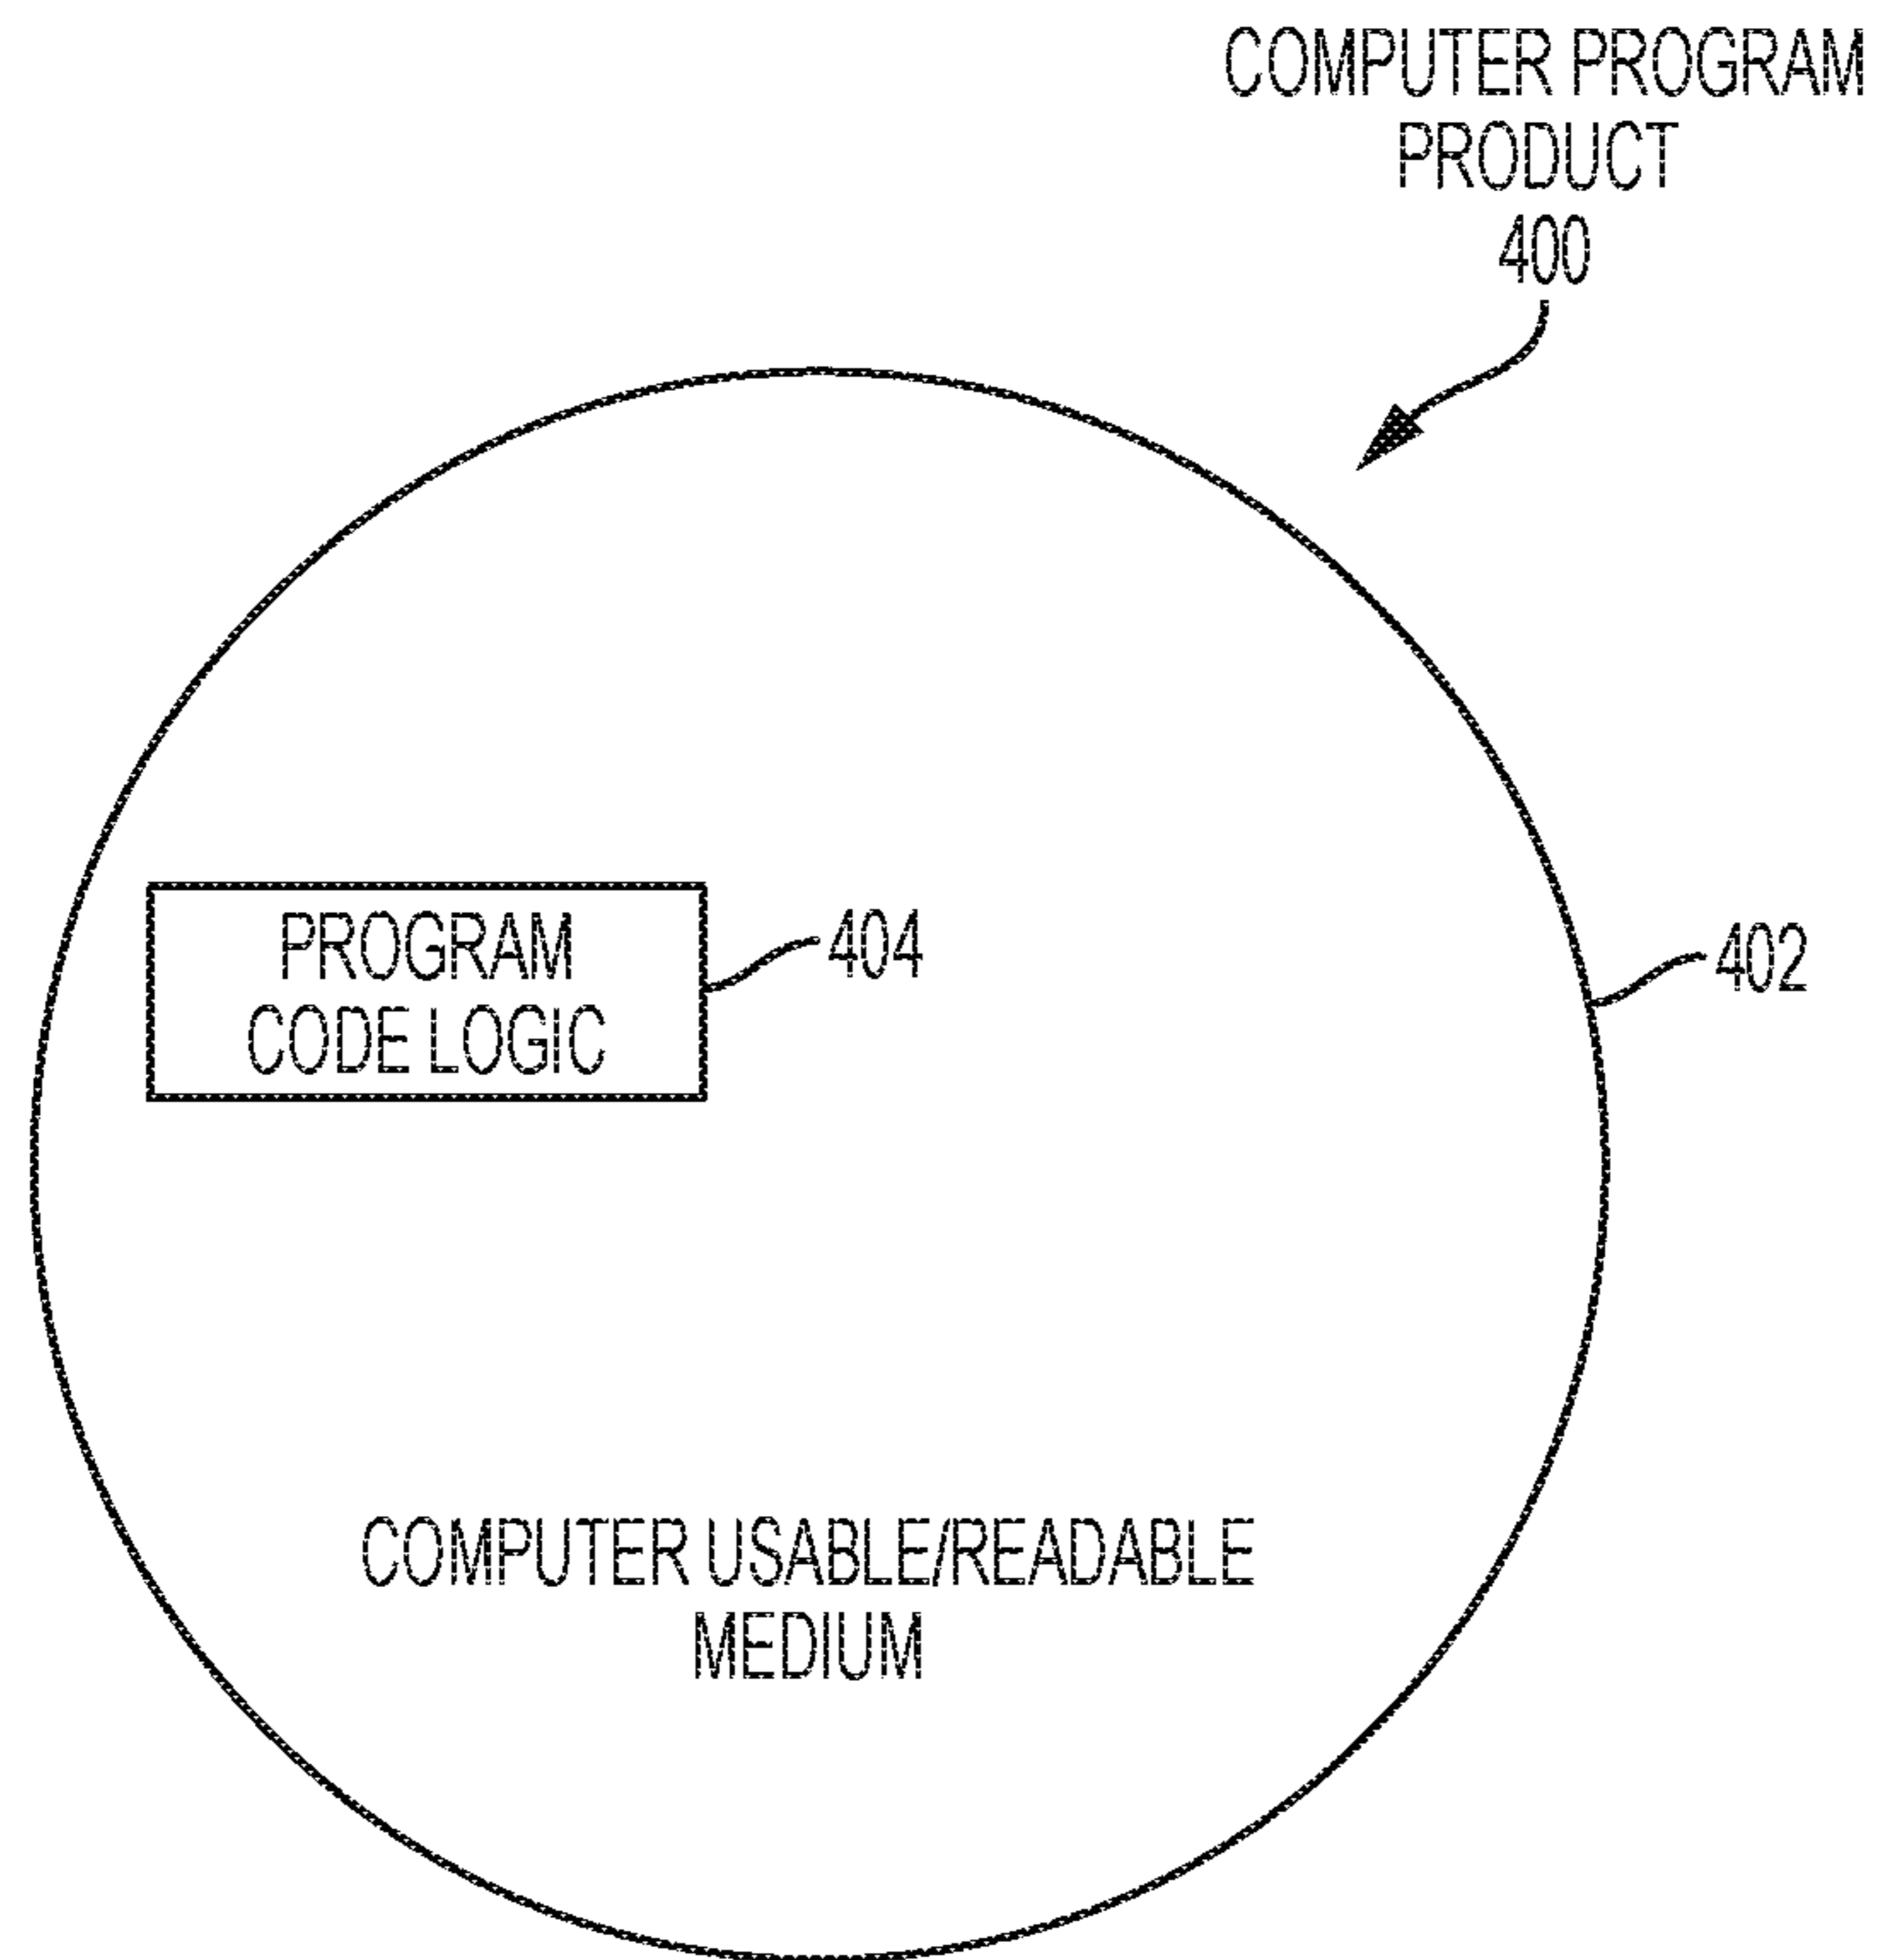 COMPUTER PROGRAM
PRODUCT
400
PROGRAM
CODE LOGIC
404
402
COMPUTER USABLE/READABLE
MEDIUM